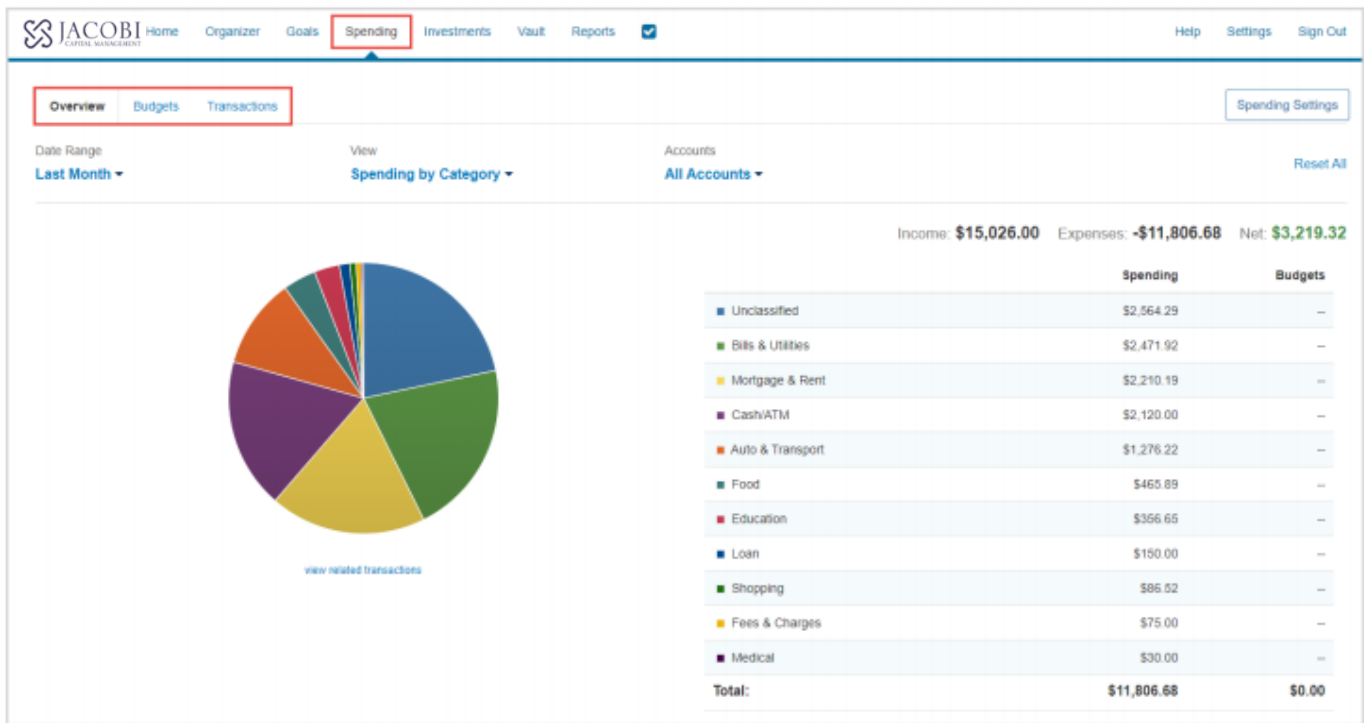 JACOBI
CAPITAL MANAGEMENT
Home Organizer Goals Spending Investments Vault Reports Help Settings Sign Out
Overview Budgets Transactions Spending Settings
Date Range View Accounts
Last Month Spending by Category All Accounts Reset All
Income: $15,026.00 Expenses: -$11,806.68 Net: $3,219.32
Spending Budgets
Unclassified $2,564.29 --
Bills & Utilities $2,471.92 --
Mortgage & Rent $2,210.19 --
Cash/ATM $2,120.00 --
Auto & Transport $1,276.22 --
Food $465.89 --
Education $356.65 --
Loan $150.00 --
Shopping $86.52 --
Fees & Charges $75.00 --
Medical $30.00 --
Total: $11,806.68 $0.00
view related transactions